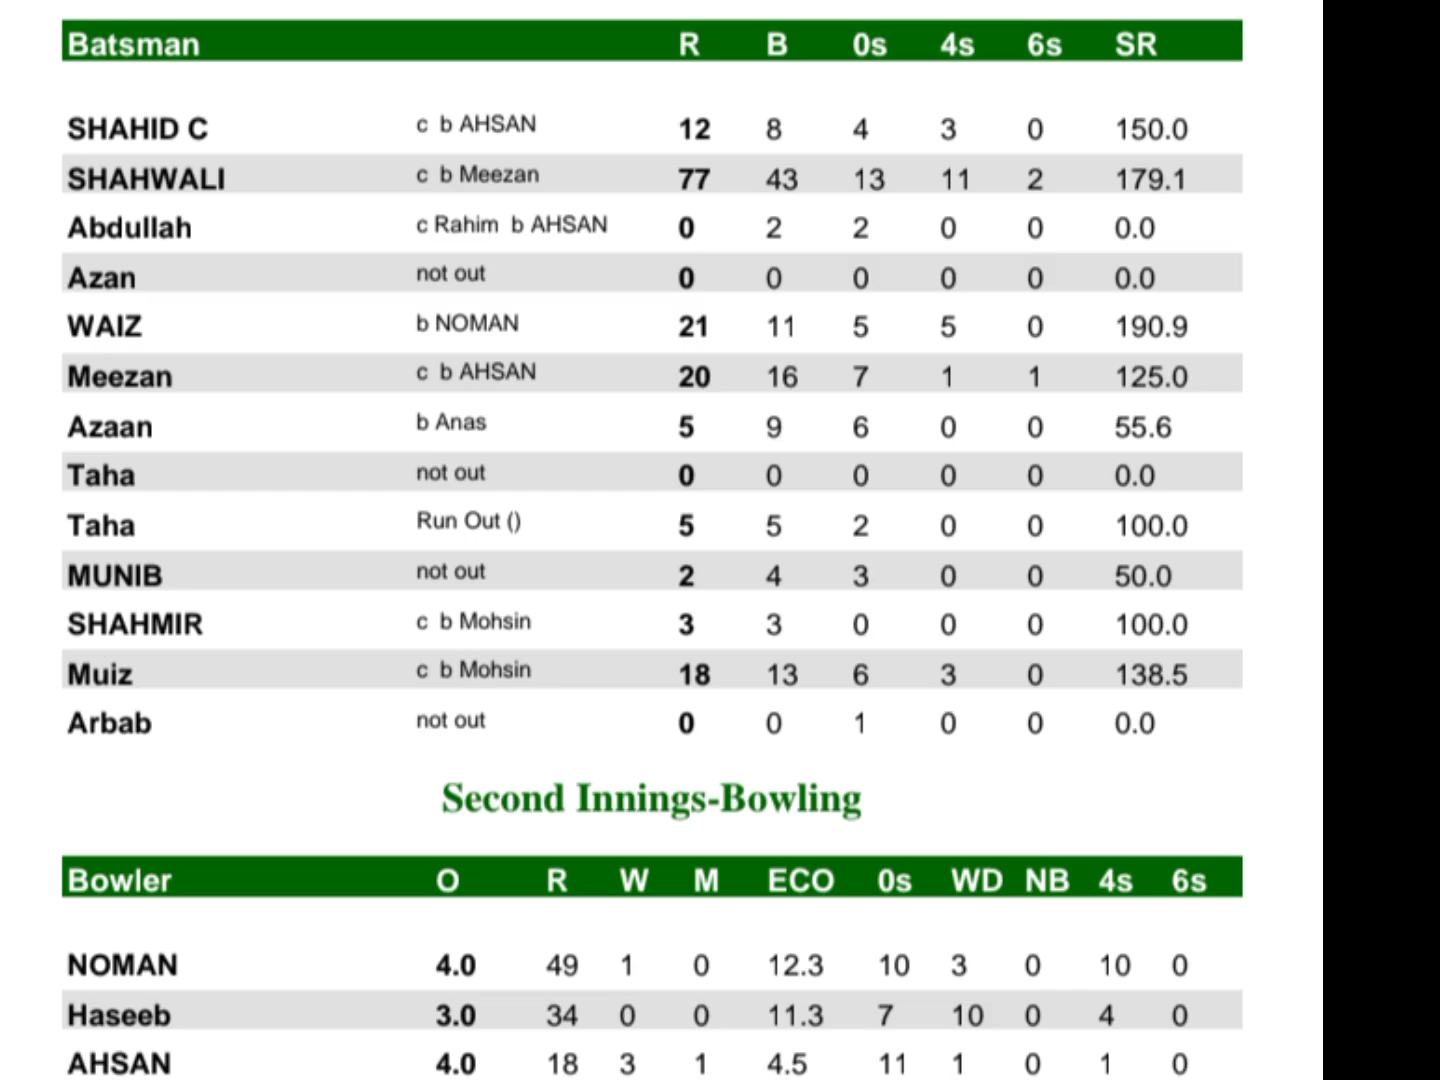 Batsman R B 0s 4s 6s SR
SHAHID C c b AHSAN 12 8 4 3 0 150.0
SHAHWALI c b Meezan 77 43 13 11 2 179.1
Abdullah c Rahim b AHSAN 0 2 2 0 0 0.0
Azan not out 0 0 0 0 0 0.0
WAIZ b NOMAN 21 11 5 5 0 190.9
Meezan c b AHSAN 20 16 7 1 1 125.0
Azaan b Anas 5 9 6 0 0 55.6
Taha not out 0 0 0 0 0 0.0
Taha Run Out () 5 5 2 0 0 100.0
MUNIB not out 2 4 3 0 0 50.0
SHAHMIR c b Mohsin 3 3 0 0 0 100.0
Muiz c b Mohsin 18 13 6 3 0 138.5
Arbab not out 0 0 1 0 0 0.0
Second Innings-Bowling
Bowler O R W M ECO 0s WD NB 4s 6s
NOMAN 4.0 49 1 0 12.3 10 3 0 10 0
Haseeb 3.0 34 0 0 11.3 7 10 0 4 0
AHSAN 4.0 18 3 1 4.5 11 1 0 1 0